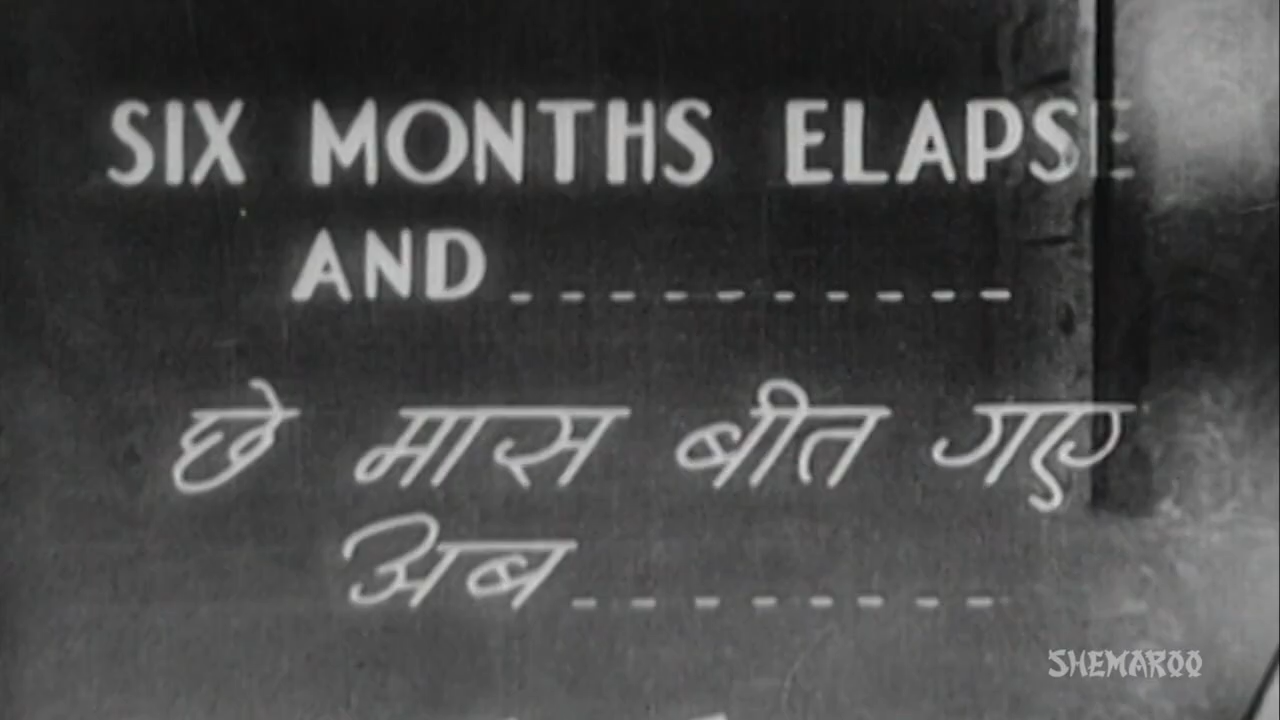 SIX MONTHS ELAPSE
AND - - - - - - - - - -
छे मास बीत गए
अब - - - - - - - -
SHEMAROO